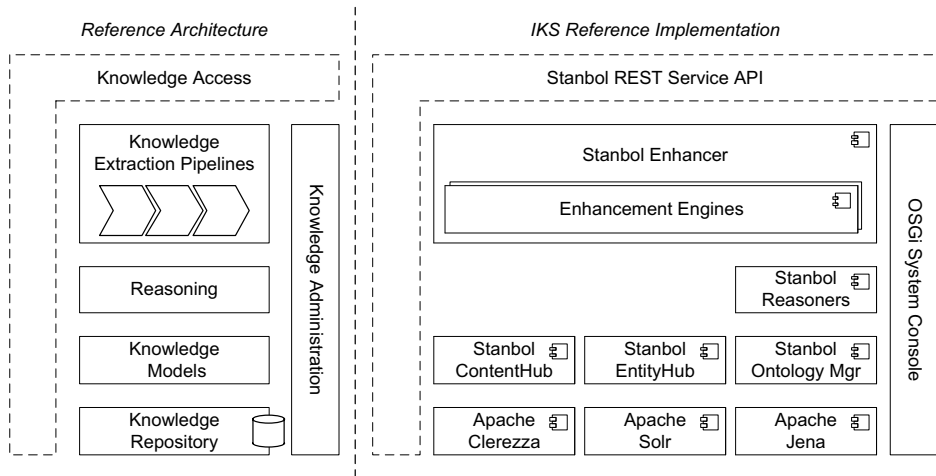 Reference Architecture
Knowledge Access
Knowledge
Extraction Pipelines
Reasoning
Knowledge
Models
Knowledge
Repository
Knowledge Administration
IKS Reference Implementation
Stanbol REST Service API
Stanbol Enhancer
Enhancement Engines
Stanbol
Reasoners
Stanbol
ContentHub
Stanbol
EntityHub
Stanbol
Ontology Mgr
Apache
Clerezza
Apache
Solr
Apache
Jena
OSGi System Console